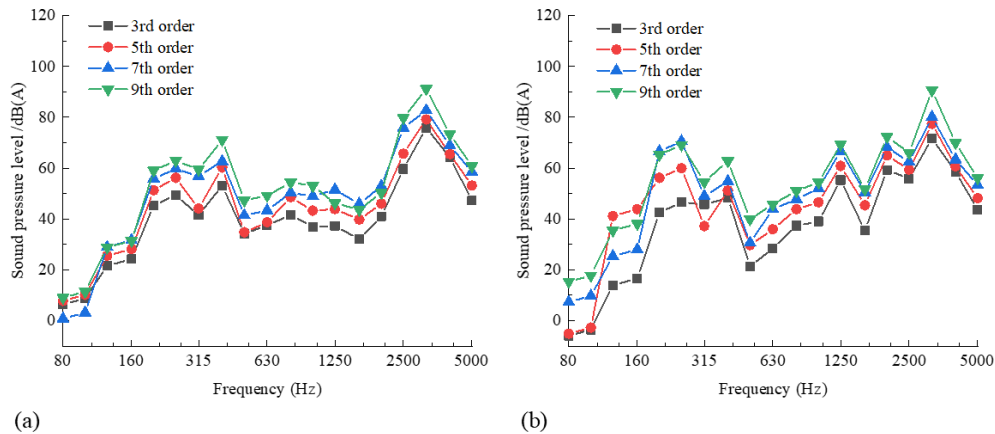 120
100
80
60
40
20
0
Sound pressure level /dB(A)
3rd order
5th order
7th order
9th order
80 160 315 630 1250 2500 5000
Frequency (Hz)
(a)
120
100
80
60
40
20
0
Sound pressure level /dB(A)
3rd order
5th order
7th order
9th order
80 160 315 630 1250 2500 5000
Frequency (Hz)
(b)